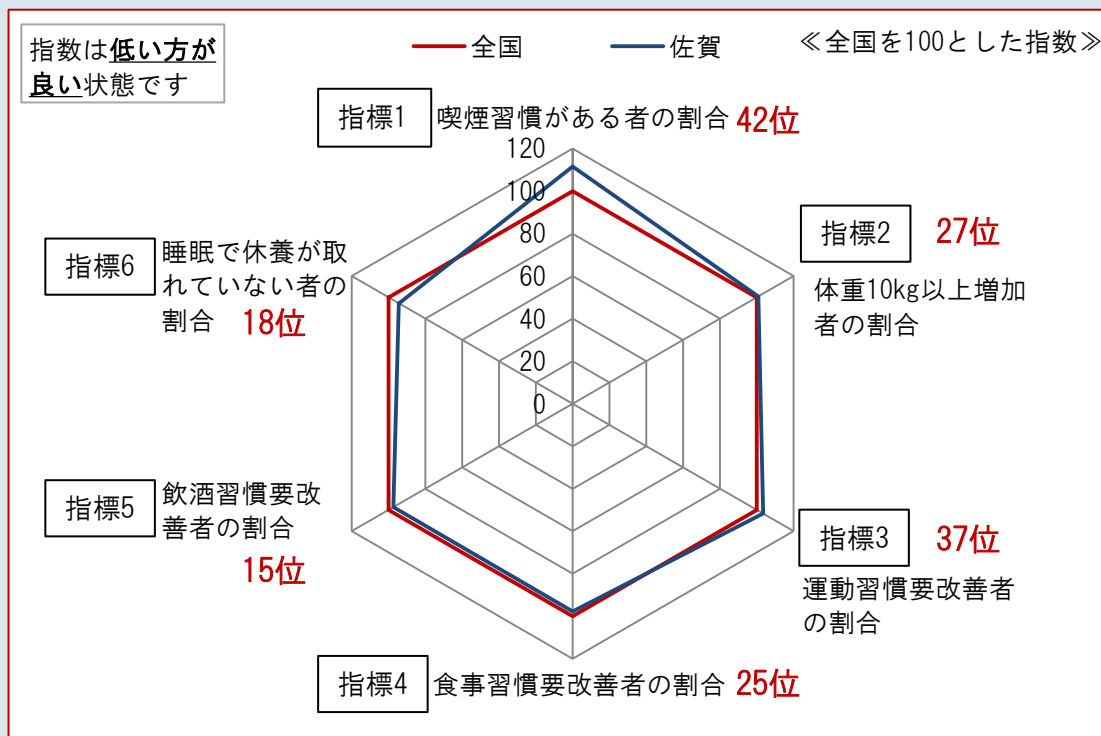 指数は低い方が
良い状態です
全国
佐賀
≪全国を100とした指数≫
指標1
喫煙習慣がある者の割合 42位
120
100
80
60
40
20
0
指標2
27位
体重10kg以上増加
者の割合
指標3
37位
運動習慣要改善者
の割合
指標4
食事習慣要改善者の割合 25位
指標5
飲酒習慣要改
善者の割合
15位
指標6
睡眠で休養が取
れていない者の
割合 18位